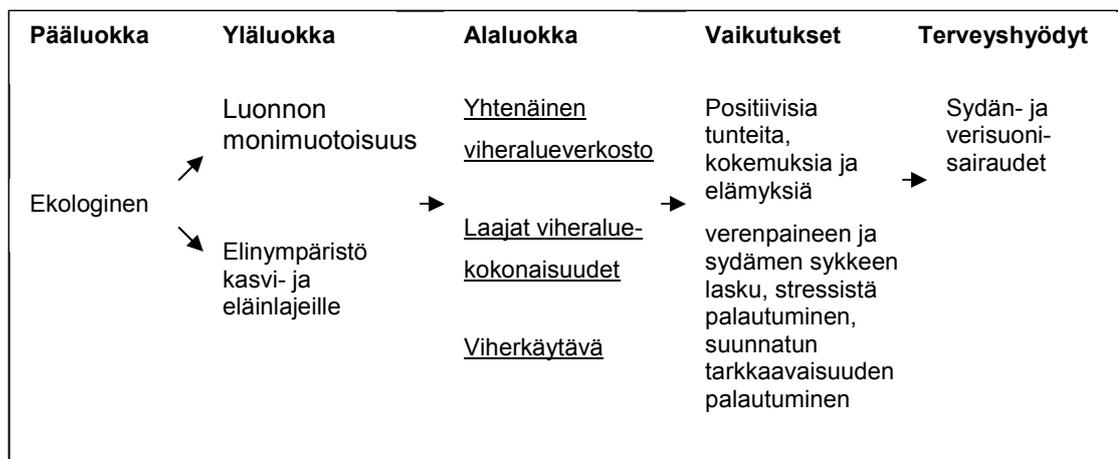 Pääluokka Yläluokka Alaluokka Vaikutukset Terveyshyödyt
Ekologinen
Luonnon
monimuotoisuus
Elinympäristö
kasvi- ja
eläinlajeille
Yhtenäinen
viheralueverkosto
Laajat viheralue-
kokonaisuudet
Viherkäytävä
Positiivisia
tunteita,
kokemuksia ja
elämyksiä
verenpaineen ja
sydämen sykkeen
lasku, stressistä
palautuminen,
suunnatun
tarkkaavaisuuden
palautuminen
Sydän- ja
verisuoni-
sairaudet